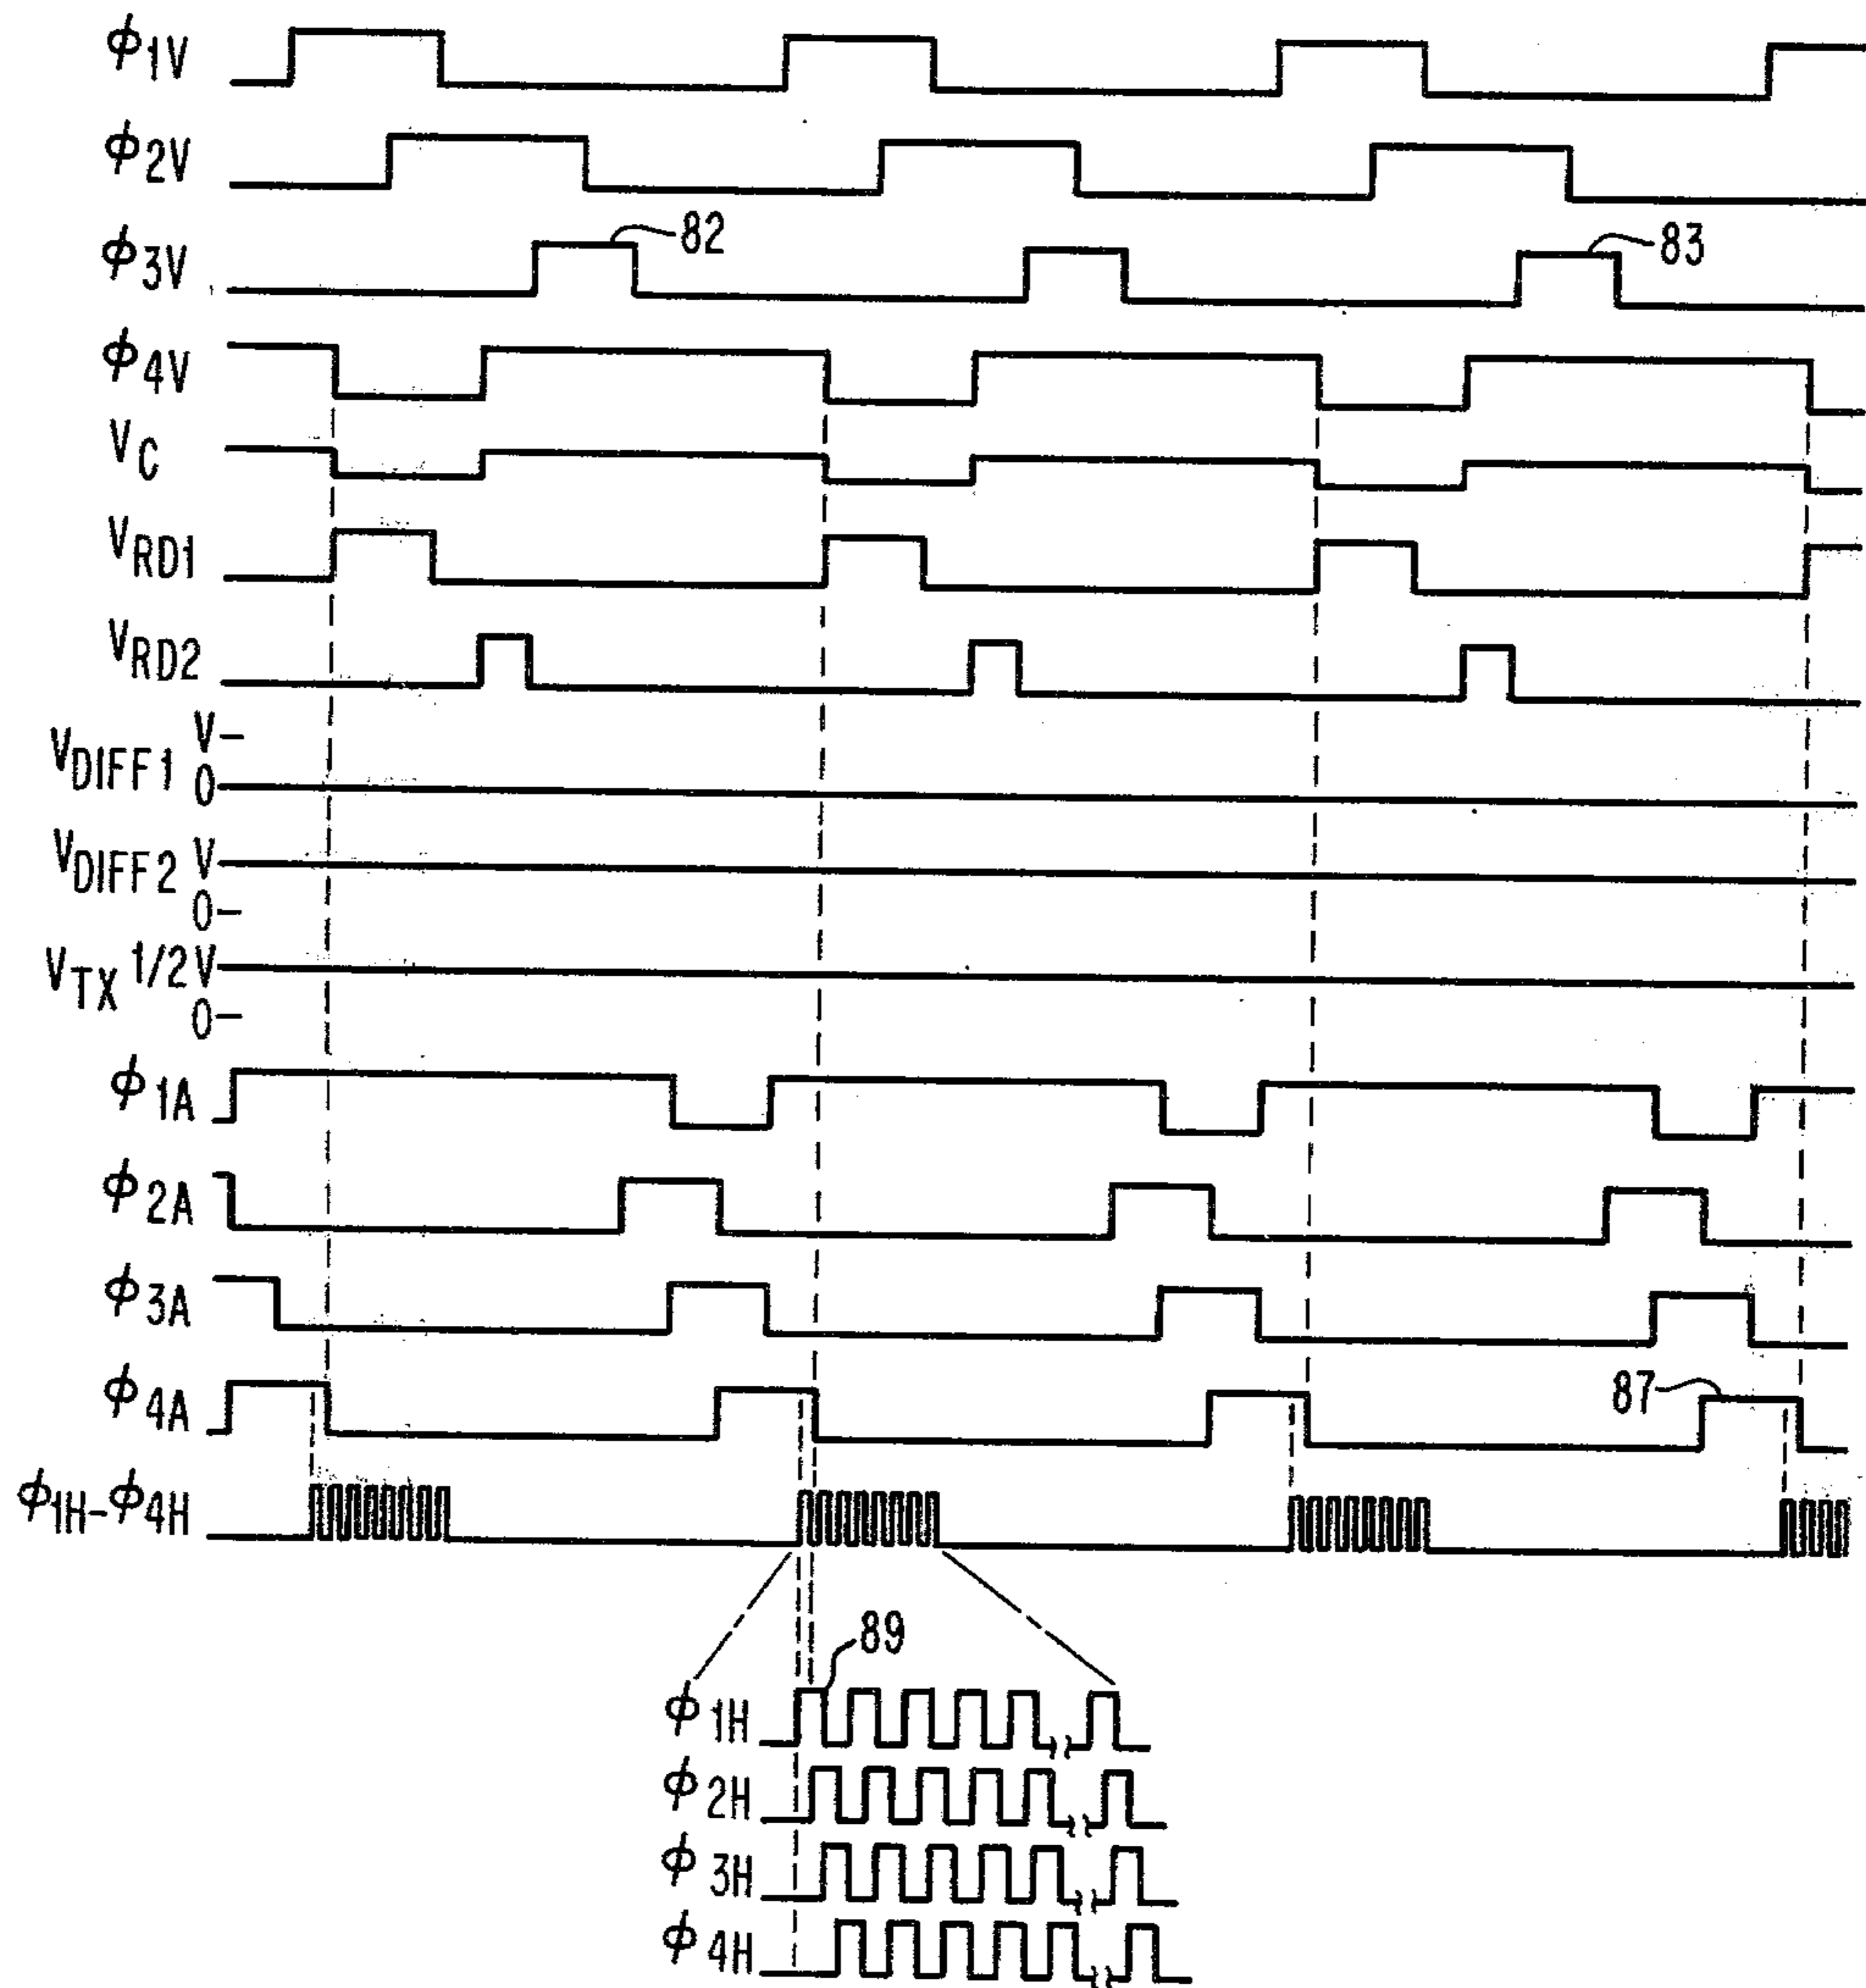 ϕ1V
ϕ2V
ϕ3V 82 83
ϕ4V
VC
VRD1
VRD2
VDIFF1 V 0
VDIFF2 V 0
VTX 1/2V 0
ϕ1A
ϕ2A
ϕ3A
ϕ4A 87
ϕ1H-ϕ4H
89
ϕ1H
ϕ2H
ϕ3H
ϕ4H